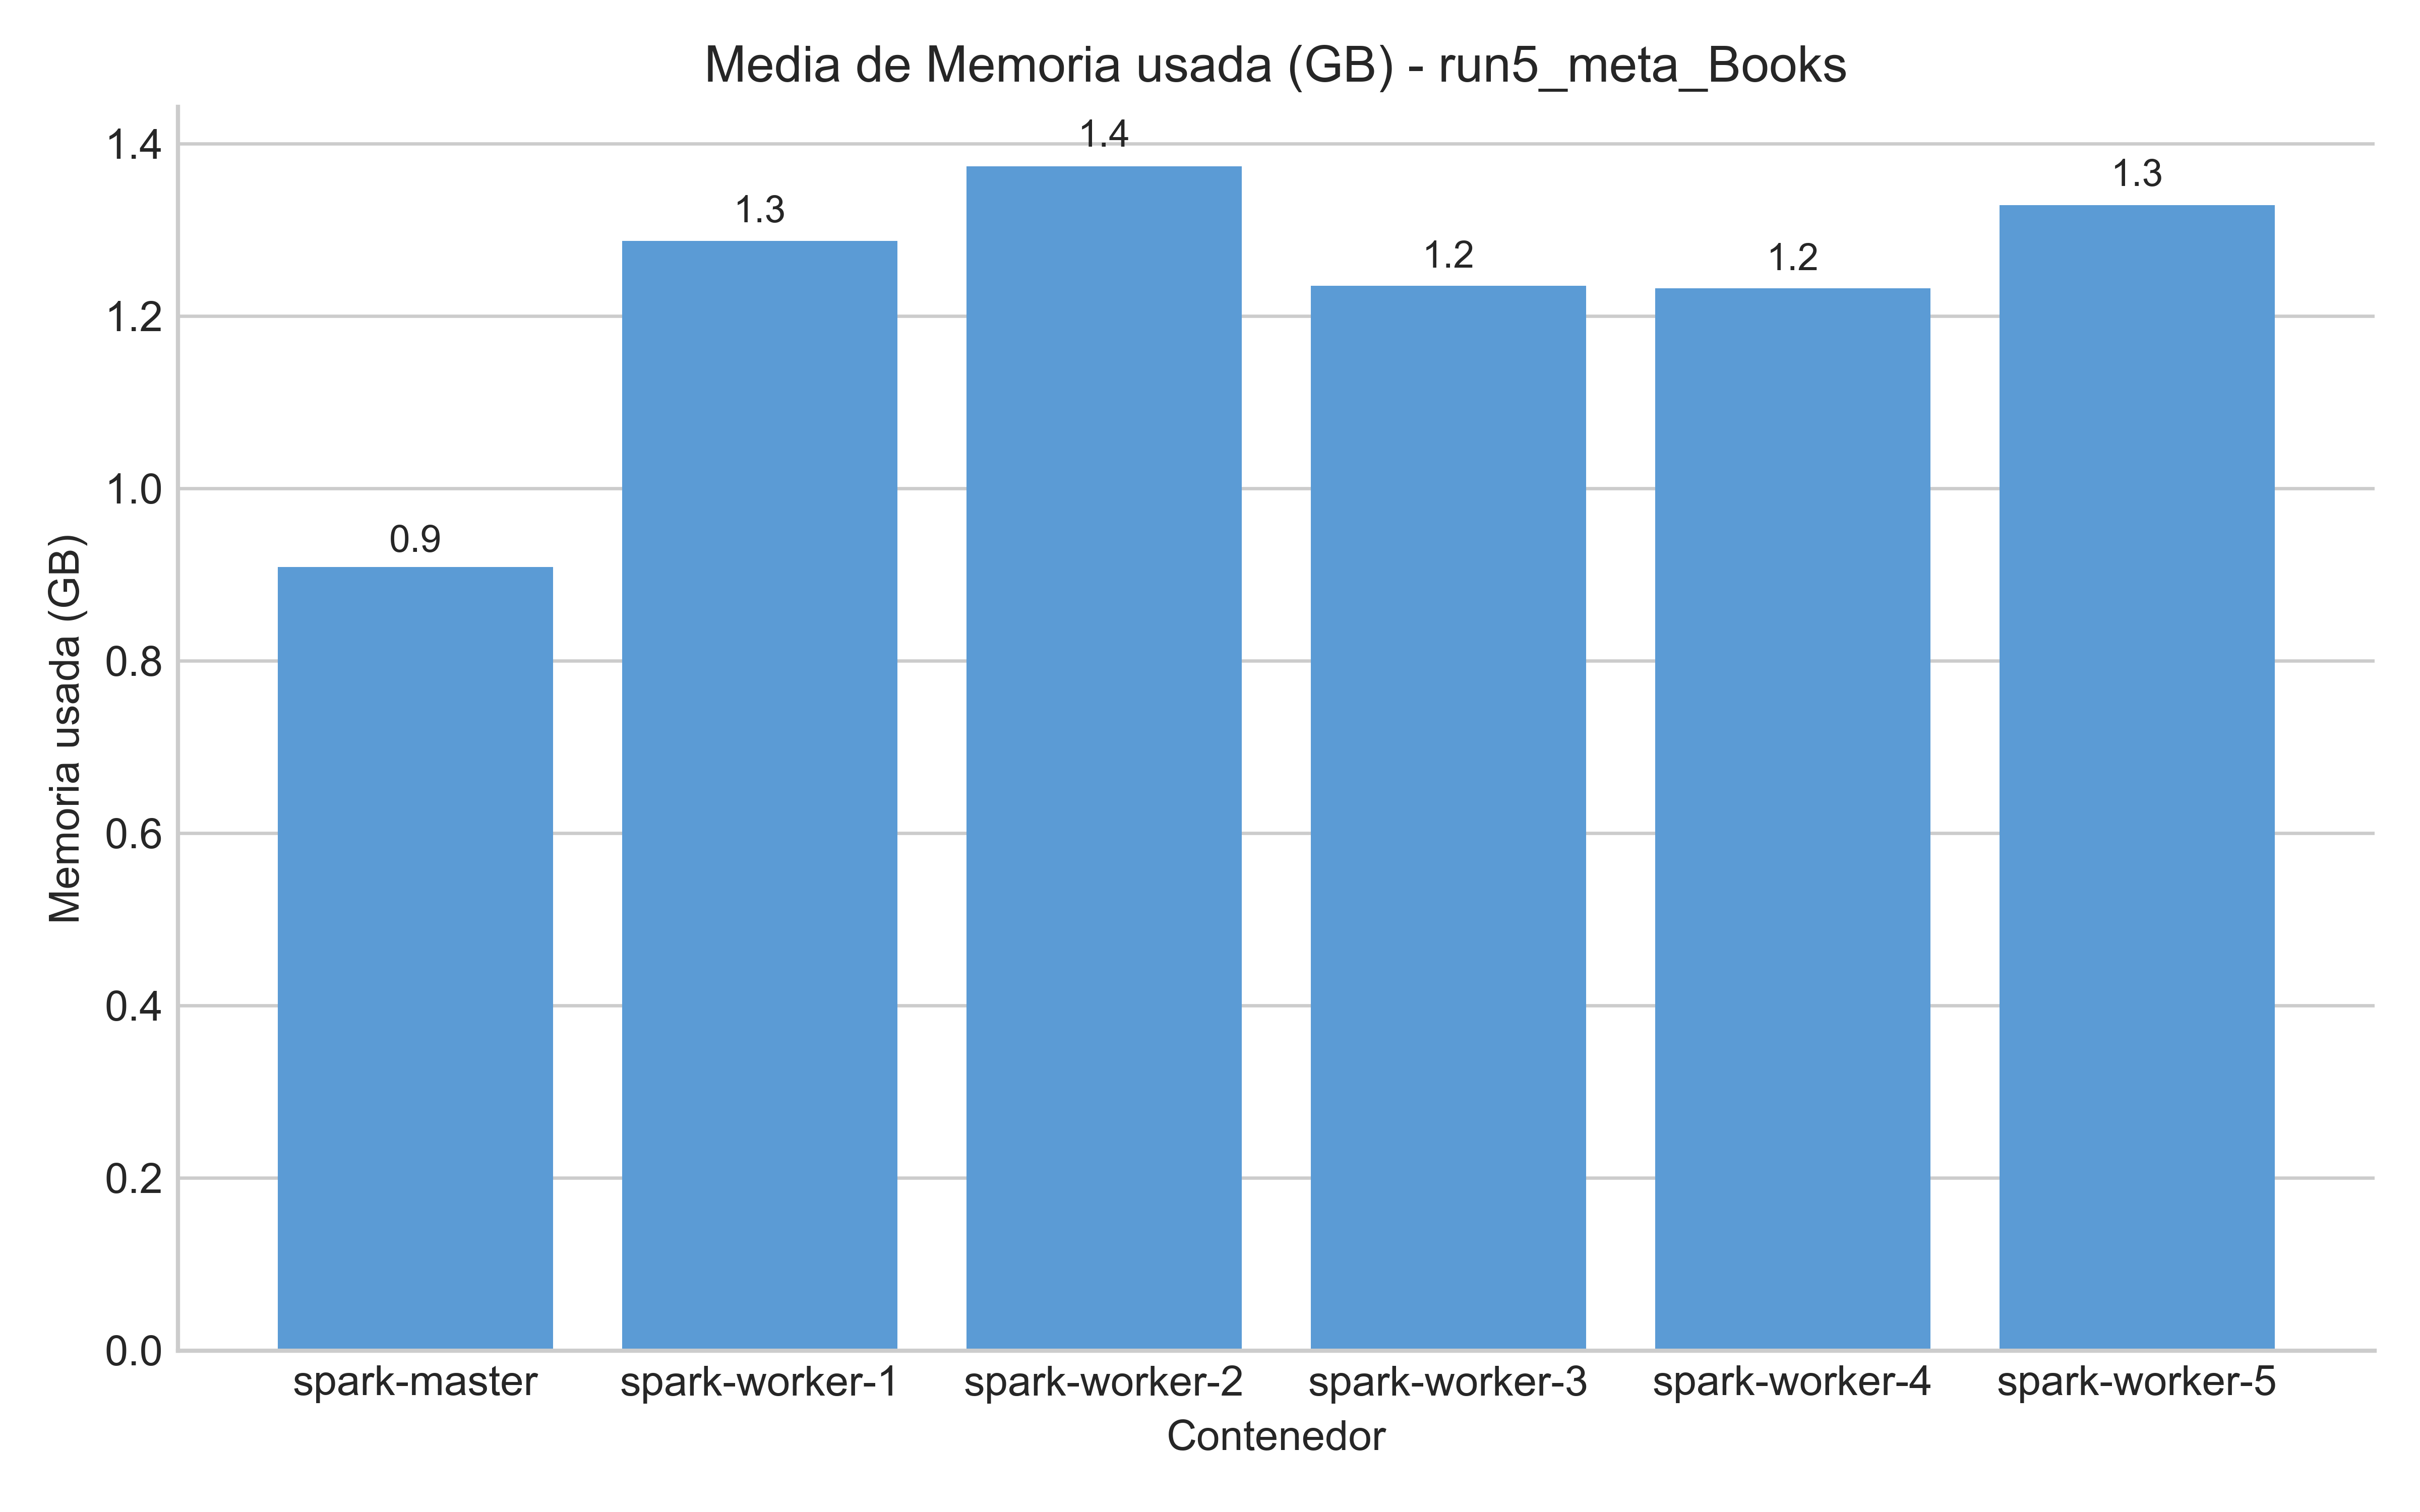 Media de Memoria usada (GB) - run5_meta_Books
Memoria usada (GB)
1.4
1.2
1.0
0.8
0.6
0.4
0.2
0.0
0.9
1.3
1.4
1.2
1.2
1.3
spark-master
spark-worker-1
spark-worker-2
spark-worker-3
spark-worker-4
spark-worker-5
Contenedor